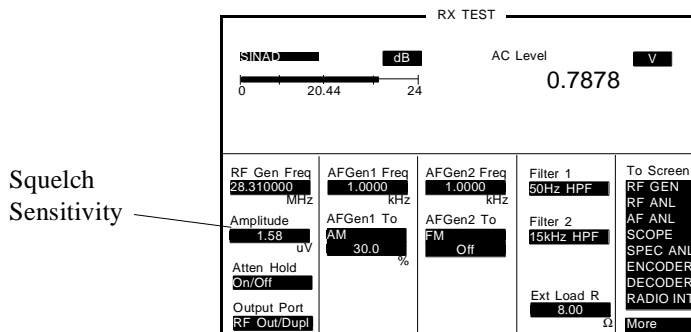 RX TEST
SINAD
dB
0
20.44
24
AC Level
V
0.7878
Squelch
Sensitivity
RF Gen Freq
28.310000
MHz
Amplitude
1.58
uV
Atten Hold
On/Off
Output Port
RF Out/Dupl
AFGen1 Freq
1.0000
kHz
AFGen1 To
AM
30.0
%
AFGen2 Freq
1.0000
kHz
AFGen2 To
FM
Off
Filter 1
50Hz HPF
Filter 2
15kHz HPF
Ext Load R
8.00
Ω
To Screen
RF GEN
RF ANL
AF ANL
SCOPE
SPEC ANL
ENCODER
DECODER
RADIO INT
More